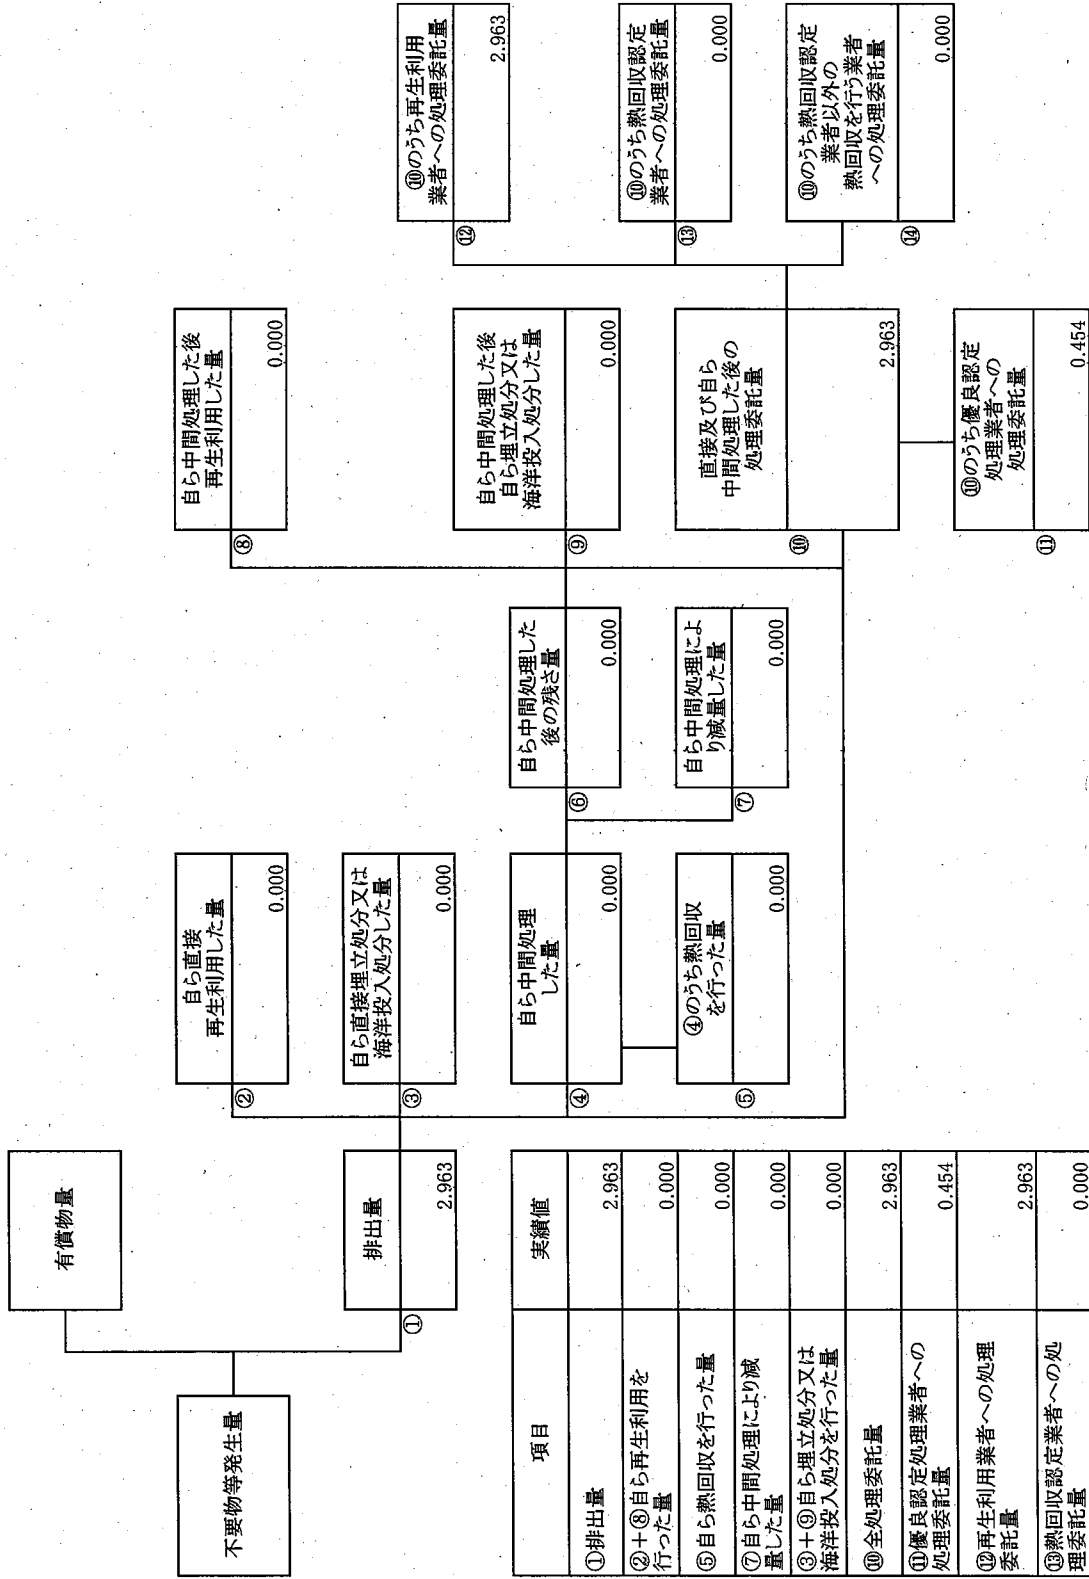 不要物等発生量
有償物量
排出量
①
2.963
自ら直接
再生利用した量
②
0.000
自ら直接埋立処分又は
海洋投入処分した量
③
0.000
自ら中間処理
した量
④
0.000
④のうち熱回収
を行った量
⑤
0.000
自ら中間処理した
後の残さ量
⑥
0.000
自ら中間処理によ
り減量した量
⑦
0.000
自ら中間処理した後
再生利用した量
⑧
0.000
自ら中間処理した後
自ら埋立処分又は
海洋投入処分した量
⑨
0.000
直接及び自ら
中間処理した後の
処理委託量
⑩
2.963
⑩のうち優良認定
処理業者への
処理委託量
⑪
0.454
⑩のうち再生利用
業者への処理委託量
⑫
2.963
⑩のうち熱回収認定
業者への処理委託量
⑬
0.000
⑩のうち熱回収認定
業者以外の
熱回収を行う業者
への処理委託量
⑭
0.000
項目 実績値
①排出量 2.963
②+⑧自ら再生利用を
行った量 0.000
⑤自ら熱回収を行った量 0.000
⑦自ら中間処理により減
量した量 0.000
③+⑨自ら埋立処分又は
海洋投入処分を行った量 0.000
⑩全処理委託量 2.963
⑪優良認定処理業者への
処理委託量 0.454
⑫再生利用業者への処理
委託量 2.963
⑬熱回収認定業者への処
理委託量 0.000